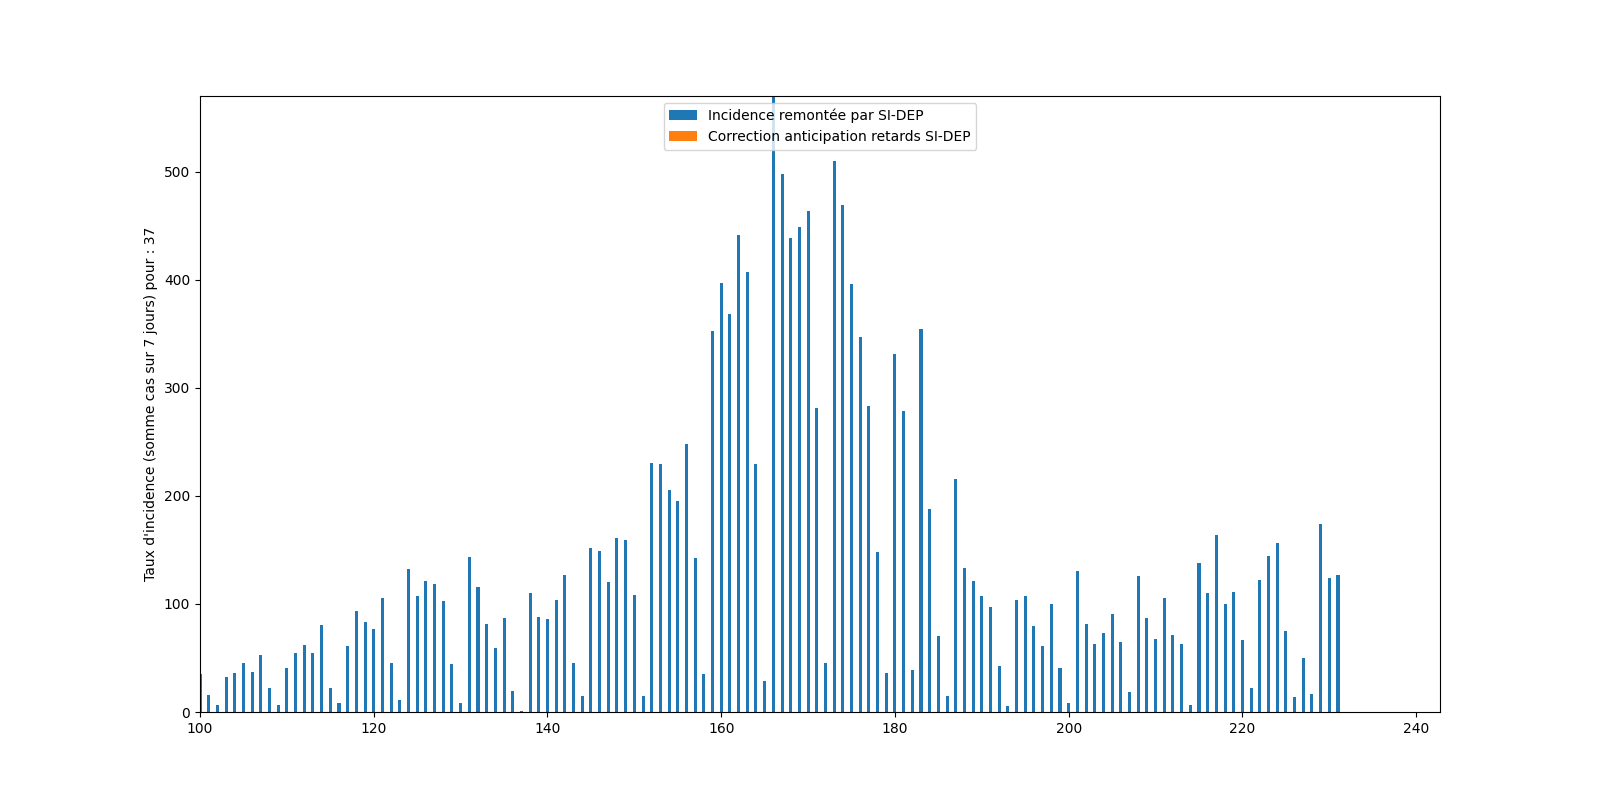 Incidence remontée par SI-DEP
Correction anticipation retards SI-DEP
Taux d'incidence (somme cas sur 7 jours) pour : 37
500
400
300
200
100
0
100 120 140 160 180 200 220 240